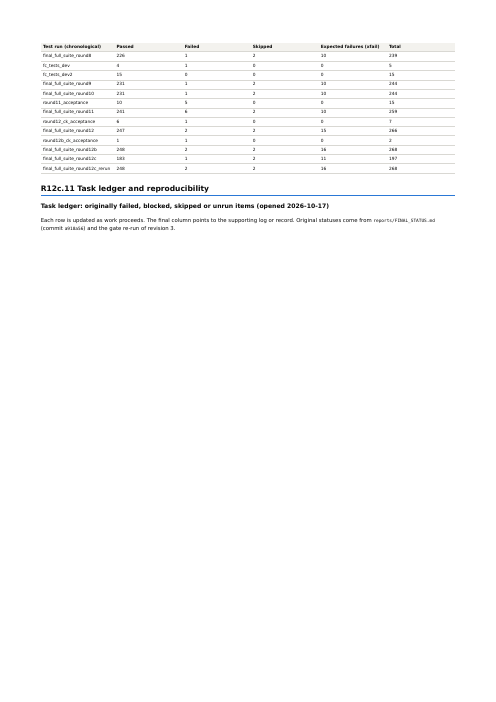 Test run (chronological) Passed Failed Skipped Expected failures (xfail) Total
final_full_suite_round8 226 1 2 10 239
fc_tests_dev 4 1 0 0 5
fc_tests_dev2 15 0 0 0 15
final_full_suite_round9 231 1 2 10 244
final_full_suite_round10 231 1 2 10 244
round11_acceptance 10 5 0 0 15
final_full_suite_round11 241 6 2 10 259
round12_ck_acceptance 6 1 0 0 7
final_full_suite_round12 247 2 2 15 266
round12b_dc_acceptance 1 1 0 0 2
final_full_suite_round12b 248 2 2 16 268
final_full_suite_round12c 183 1 2 11 197
final_full_suite_round12c_rerun 248 2 2 16 268
R12c.11 Task ledger and reproducibility
Task ledger: originally failed, blocked, skipped or unrun items (opened 2026-10-17)
Each row is updated as work proceeds. The final column points to the supporting log or record. Original statuses come from reports/FINAL_STATUS.md
(commit ) and the gate re-run of revision 3.